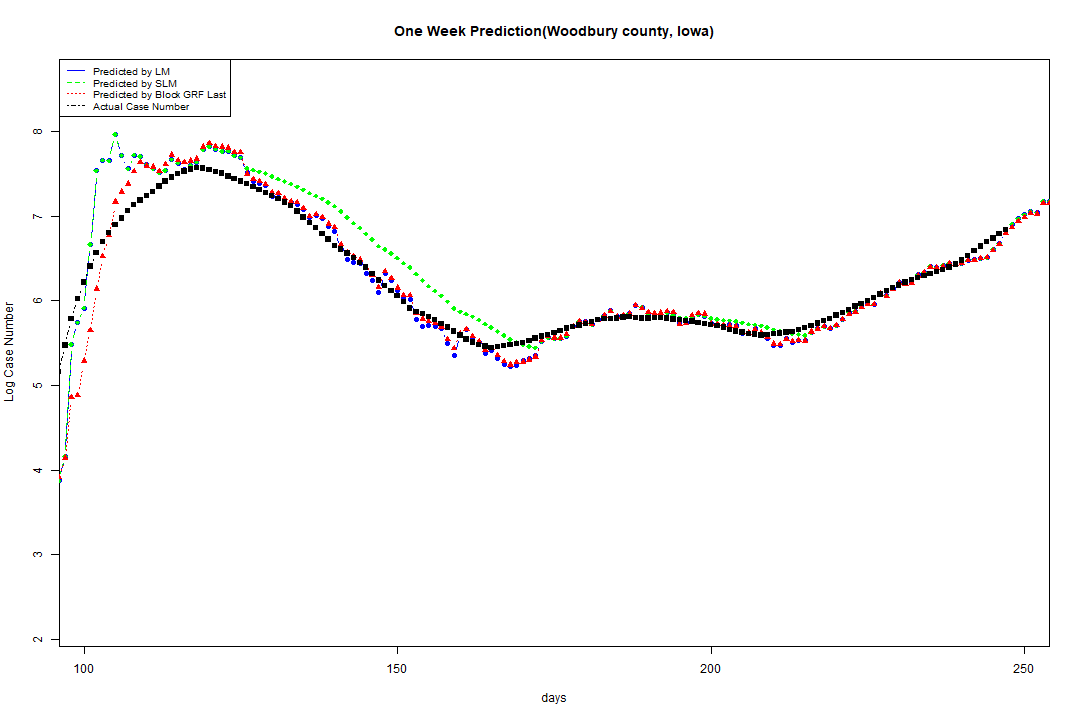 One Week Prediction(Woodbury county, Iowa)
Predicted by LM
Predicted by SLM
Predicted by Block GRF Last
Actual Case Number
Log Case Number
8
7
6
5
4
3
2
100 150 200 250
days